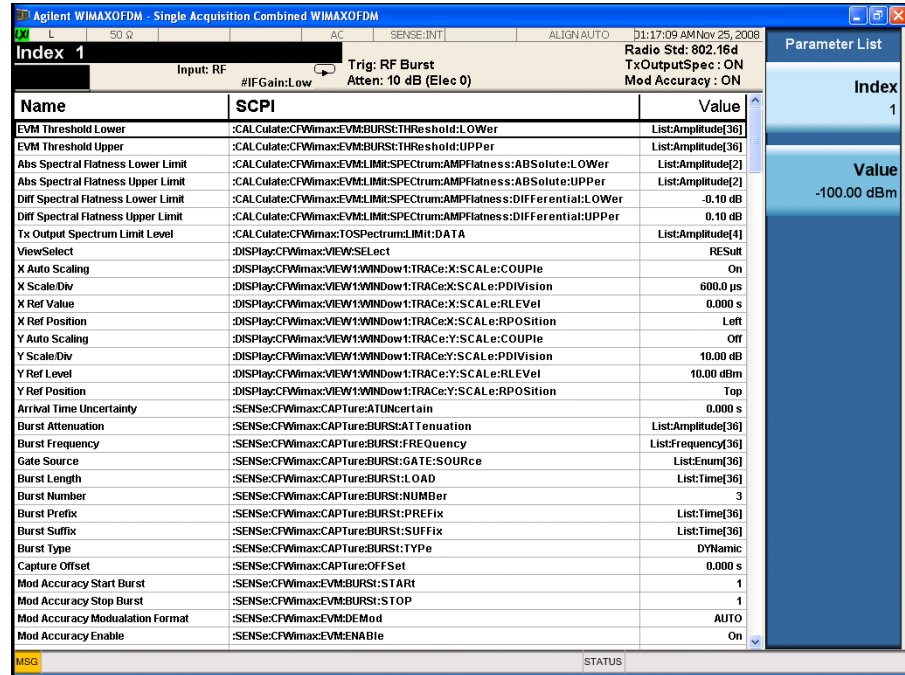 Agilent WIMAXOFDM - Single Acquisition Combined WIMAXOFDM
LXI L 50 Ω AC SENSE:INT ALIGN AUTO 01:17:09 AM Nov 25, 2008
Index 1
Input: RF
#IFGain:Low
Trig: RF Burst
Atten: 10 dB (Elec 0)
Radio Std: 802.16d
TxOutputSpec : ON
Mod Accuracy : ON
Parameter List
Index
1
Value
-100.00 dBm
Name SCPI Value
EVM Threshold Lower :CALCulate:CFWimax:EVM:BURSt:THReshold:LOWer List:Amplitude[36]
EVM Threshold Upper :CALCulate:CFWimax:EVM:BURSt:THReshold:UPPer List:Amplitude[36]
Abs Spectral Flatness Lower Limit :CALCulate:CFWimax:EVM:LIMit:SPECtrum:AMPFlatness:ABSolute:LOWer List:Amplitude[2]
Abs Spectral Flatness Upper Limit :CALCulate:CFWimax:EVM:LIMit:SPECtrum:AMPFlatness:ABSolute:UPPer List:Amplitude[2]
Diff Spectral Flatness Lower Limit :CALCulate:CFWimax:EVM:LIMit:SPECtrum:AMPFlatness:DIFFerential:LOWer -0.10 dB
Diff Spectral Flatness Upper Limit :CALCulate:CFWimax:EVM:LIMit:SPECtrum:AMPFlatness:DIFFerential:UPPer 0.10 dB
Tx Output Spectrum Limit Level :CALCulate:CFWimax:TOSPectrum:LIMit:DATA List:Amplitude[4]
ViewSelect :DISPlay:CFWimax:VIEW:SELect RESult
X Auto Scaling :DISPlay:CFWimax:VIEW1:WINDow1:TRACe:X:SCALe:COUPle On
X Scale/Div :DISPlay:CFWimax:VIEW1:WINDow1:TRACe:X:SCALe:PDIVision 600.0 µs
X Ref Value :DISPlay:CFWimax:VIEW1:WINDow1:TRACe:X:SCALe:RLEVel 0.000 s
X Ref Position :DISPlay:CFWimax:VIEW1:WINDow1:TRACe:X:SCALe:RPOSition Left
Y Auto Scaling :DISPlay:CFWimax:VIEW1:WINDow1:TRACe:Y:SCALe:COUPle Off
Y Scale/Div :DISPlay:CFWimax:VIEW1:WINDow1:TRACe:Y:SCALe:PDIVision 10.00 dB
Y Ref Level :DISPlay:CFWimax:VIEW1:WINDow1:TRACe:Y:SCALe:RLEVel 10.00 dBm
Y Ref Position :DISPlay:CFWimax:VIEW1:WINDow1:TRACe:Y:SCALe:RPOSition Top
Arrival Time Uncertainty :SENSe:CFWimax:CAPTure:ATUNcertain 0.000 s
Burst Attenuation :SENSe:CFWimax:CAPTure:BURSt:ATTenuation List:Amplitude[36]
Burst Frequency :SENSe:CFWimax:CAPTure:BURSt:FREQuency List:Frequency[36]
Gate Source :SENSe:CFWimax:CAPTure:BURSt:GATE:SOURce List:Enum[36]
Burst Length :SENSe:CFWimax:CAPTure:BURSt:LOAD List:Time[36]
Burst Number :SENSe:CFWimax:CAPTure:BURSt:NUMBer 3
Burst Prefix :SENSe:CFWimax:CAPTure:BURSt:PREFix List:Time[36]
Burst Suffix :SENSe:CFWimax:CAPTure:BURSt:SUFFix List:Time[36]
Burst Type :SENSe:CFWimax:CAPTure:BURSt:TYPe DYNamic
Capture Offset :SENSe:CFWimax:CAPTure:OFFSet 0.000 s
Mod Accuracy Start Burst :SENSe:CFWimax:EVM:BURSt:STARt 1
Mod Accuracy Stop Burst :SENSe:CFWimax:EVM:BURSt:STOP 1
Mod Accuracy Modualation Format :SENSe:CFWimax:EVM:DEMod AUTO
Mod Accuracy Enable :SENSe:CFWimax:EVM:ENABle On
MSG STATUS